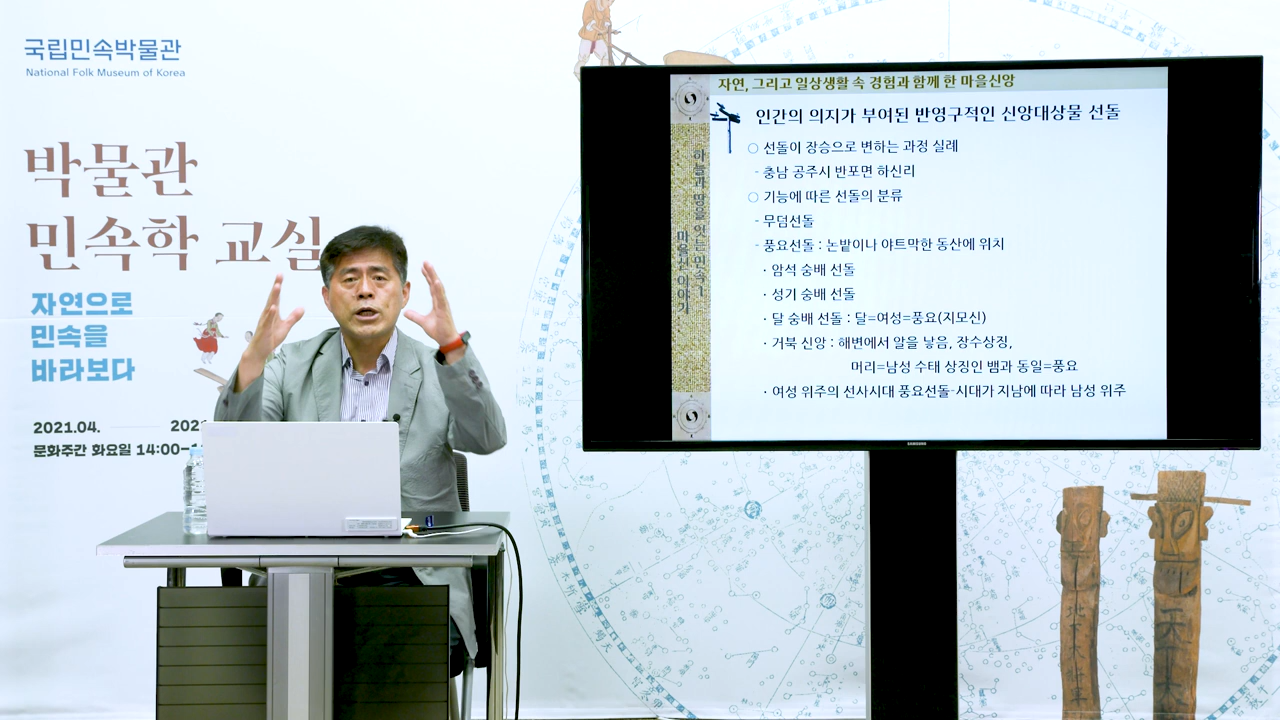 국립민속박물관
National Folk Museum of Korea
박물관
민속학 교실
자연으로
민속을
바라보다
2021.04.
202
문화주간 화요일 14:00-1
자연, 그리고 일상생활 속 경험과 함께 한 마을신앙
인간의 의지가 부여된 반영구적인 신앙대상물 선돌
○ 선돌이 장승으로 변하는 과정 실례
- 충남 공주시 반포면 하신리
○ 기능에 따른 선돌의 분류
- 무덤선돌
- 풍요선돌 : 논밭이나 야트막한 동산에 위치
· 암석 숭배 선돌
· 성기 숭배 선돌
· 달 숭배 선돌 : 달=여성=풍요(지모신)
· 거북 신앙 : 해변에서 알을 낳음, 장수상징,
머리=남성 수태 상징인 뱀과 동일=풍요
· 여성 위주의 선사시대 풍요선돌-시대가 지남에 따라 남성 위주
하늘과 땅을 잇는 민속기
마을신 이야기
SAMSUNG